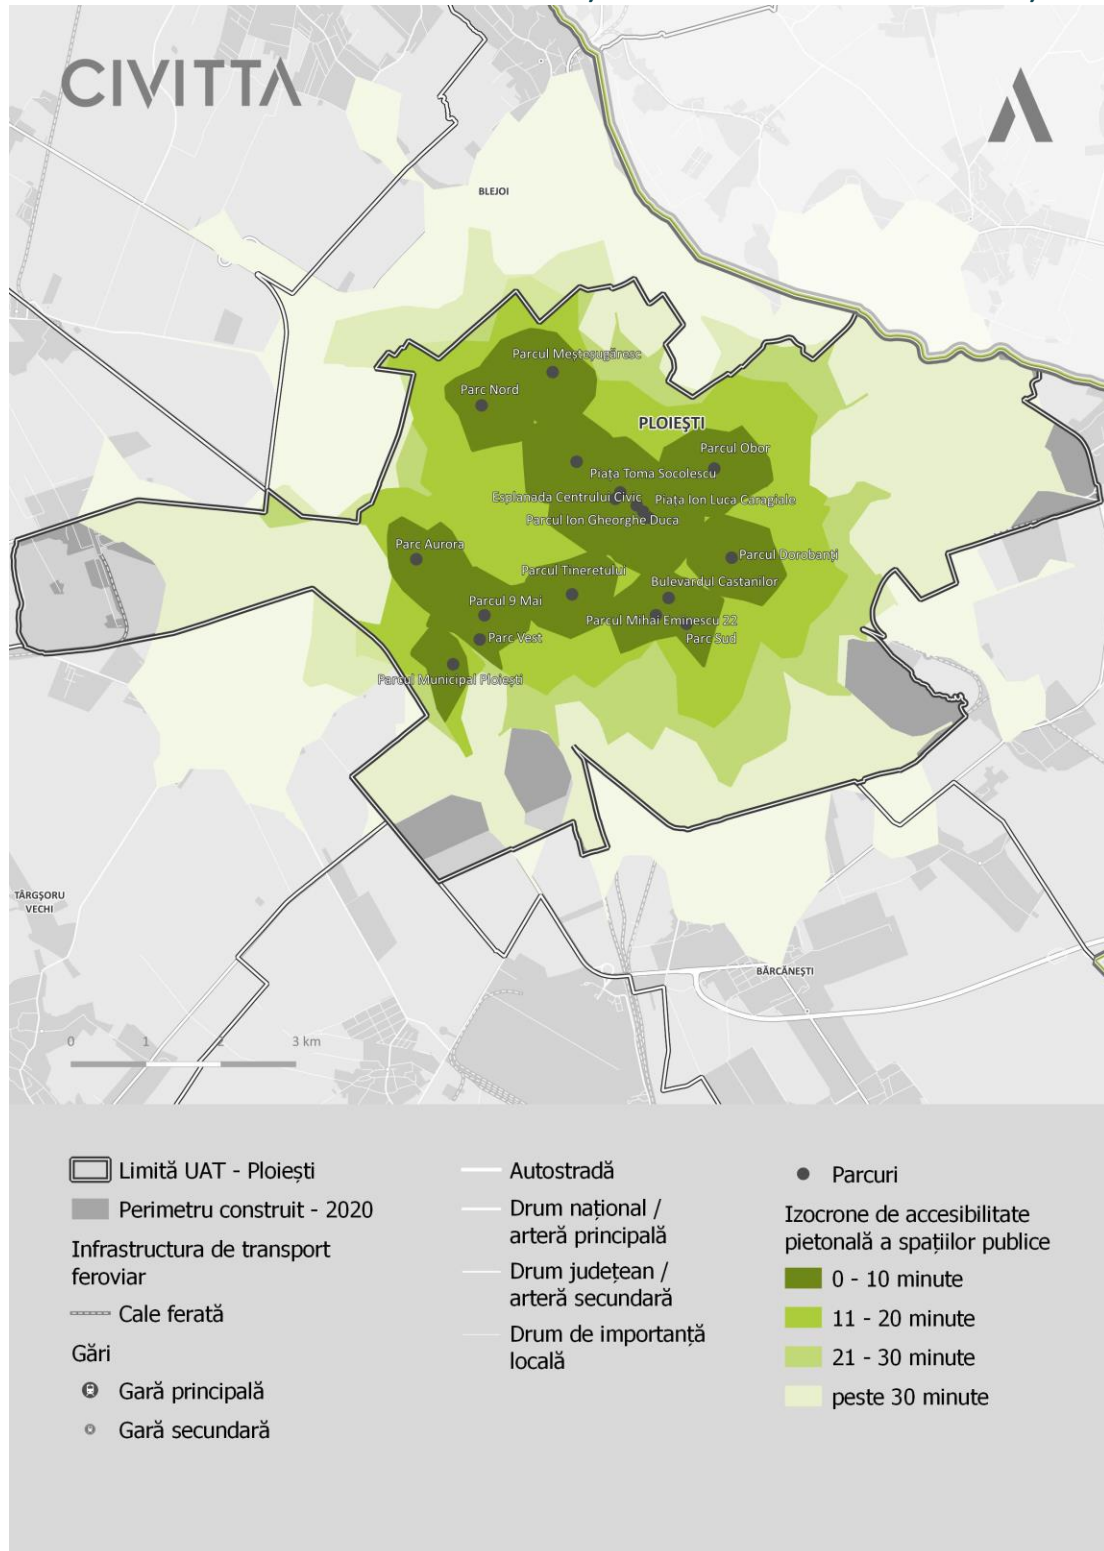 CIVITTA
BLEJOI
Parcul Meșteșugăresc
Parc Nord
PLOIEȘTI
Parcul Obor
Piața Toma Socolescu
Esplanada Centrului Civic
Piața Ion Luca Caragiale
Parcul Ion Gheorghe Duca
Parc Aurora
Parcul Dorobanți
Parcul Tineretului
Bulevardul Castanilor
Parcul 9 Mai
Parcul Mihai Eminescu 22
Parc Vest
Parc Sud
Parcul Municipal Ploiești
TÂRGȘORU
VECHI
BĂRCĂNEȘTI
0 1 2 3 km
Limită UAT - Ploiești
Perimetru construit - 2020
Infrastructura de transport
feroviar
Cale ferată
Gări
Gară principală
Gară secundară
Autostradă
Drum național /
arteră principală
Drum județean /
arteră secundară
Drum de importanță
locală
Parcuri
Izocrone de accesibilitate
pietonală a spațiilor publice
0 - 10 minute
11 - 20 minute
21 - 30 minute
peste 30 minute